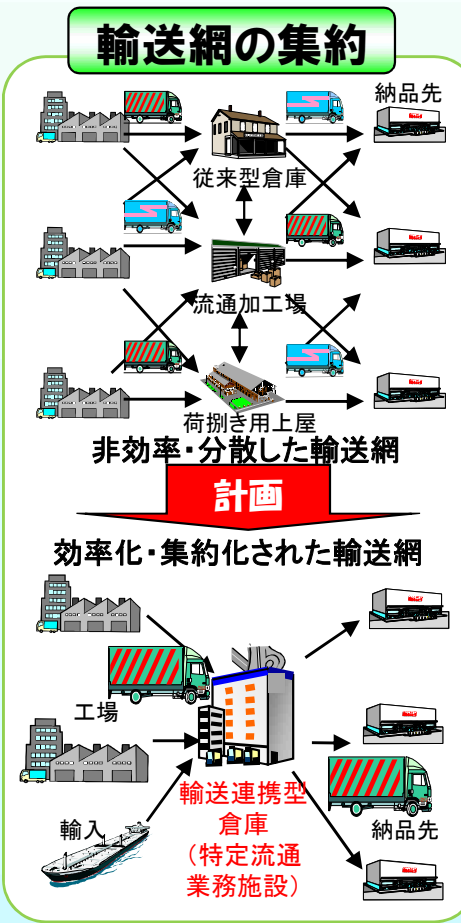 輸送網の集約
納品先
従来型倉庫
流通加工場
荷捌き用上屋
非効率・分散した輸送網
計画
効率化・集約化された輸送網
工場
輸入
輸送連携型
倉庫
（特定流通
業務施設）
納品先